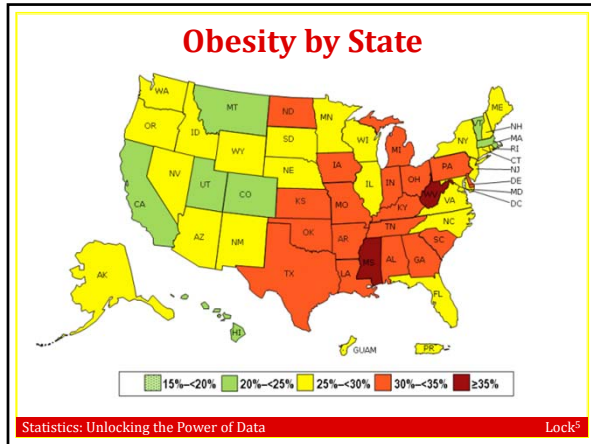 Obesity by State
WA
OR
CA
NV
ID
MT
WY
UT
CO
AZ
NM
ND
SD
NE
KS
OK
TX
MN
IA
MO
AR
LA
WI
IL
MI
IN
OH
KY
TN
MS
AL
GA
FL
SC
NC
VA
WV
PA
NY
VT
ME
NH
MA
RI
CT
NJ
DE
MD
DC
AK
HI
GUAM
PR
15%–<20% 20%–<25% 25%–<30% 30%–<35% ≥35%
Statistics: Unlocking the Power of Data Lock⁵